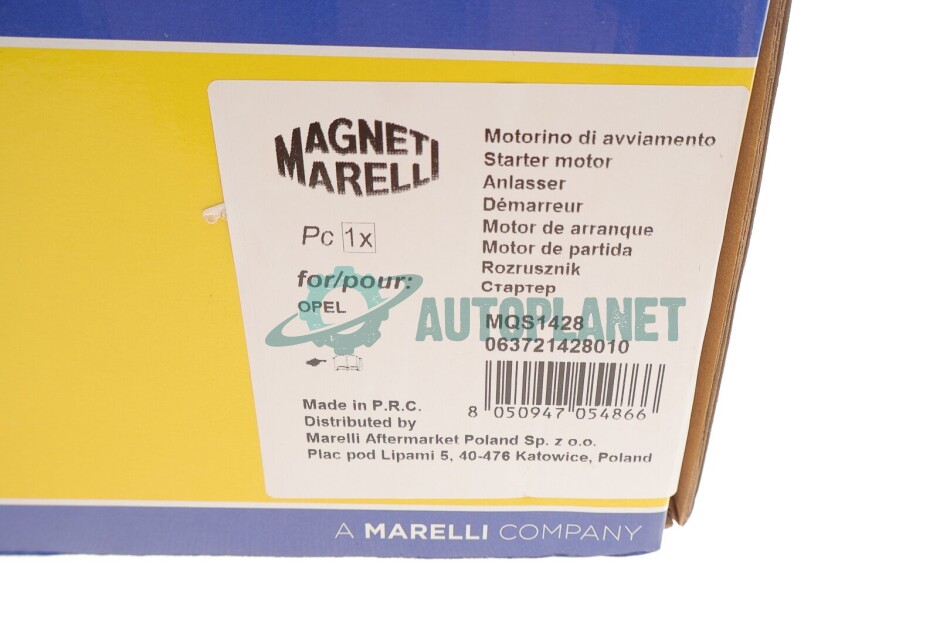 MAGNETI
MARELLI
Pc 1x
for/pour:
OPEL
Motorino di avviamento
Starter motor
Anlasser
Démarreur
Motor de arranque
Motor de partida
Rozrusznik
Стартер
AUTOPLANET
MQS1428
063721428010
8 050947 054866
Made in P.R.C.
Distributed by
Marelli Aftermarket Poland Sp. z o.o.
Plac pod Lipami 5, 40-476 Katowice, Poland
A MARELLI COMPANY